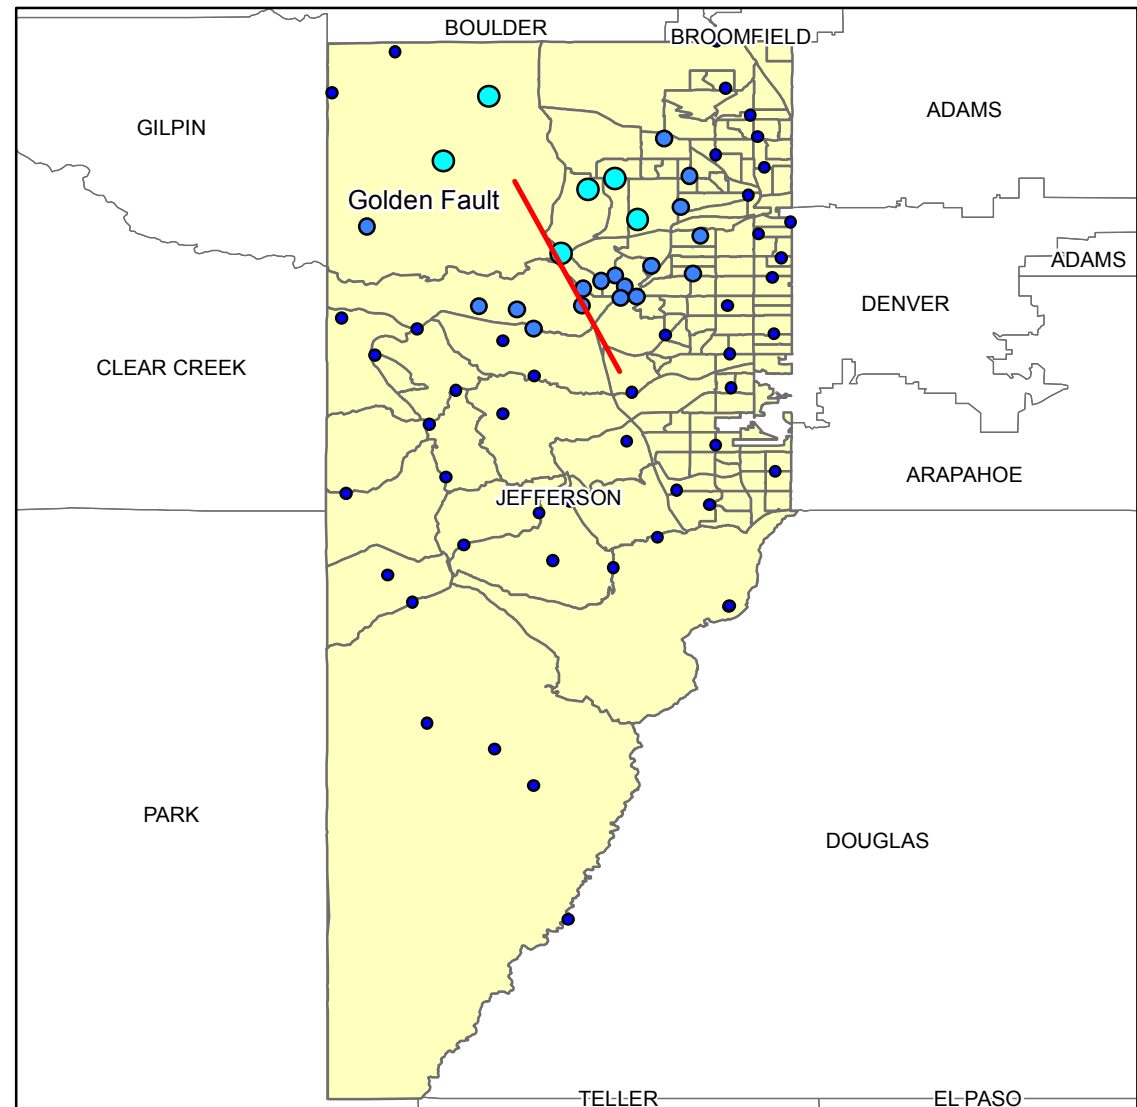 BOULDER
BROOMFIELD
ADAMS
GILPIN
Golden Fault
ADAMS
DENVER
CLEAR CREEK
ARAPAHOE
JEFFERSON
PARK
DOUGLAS
TELLER
EL PASO